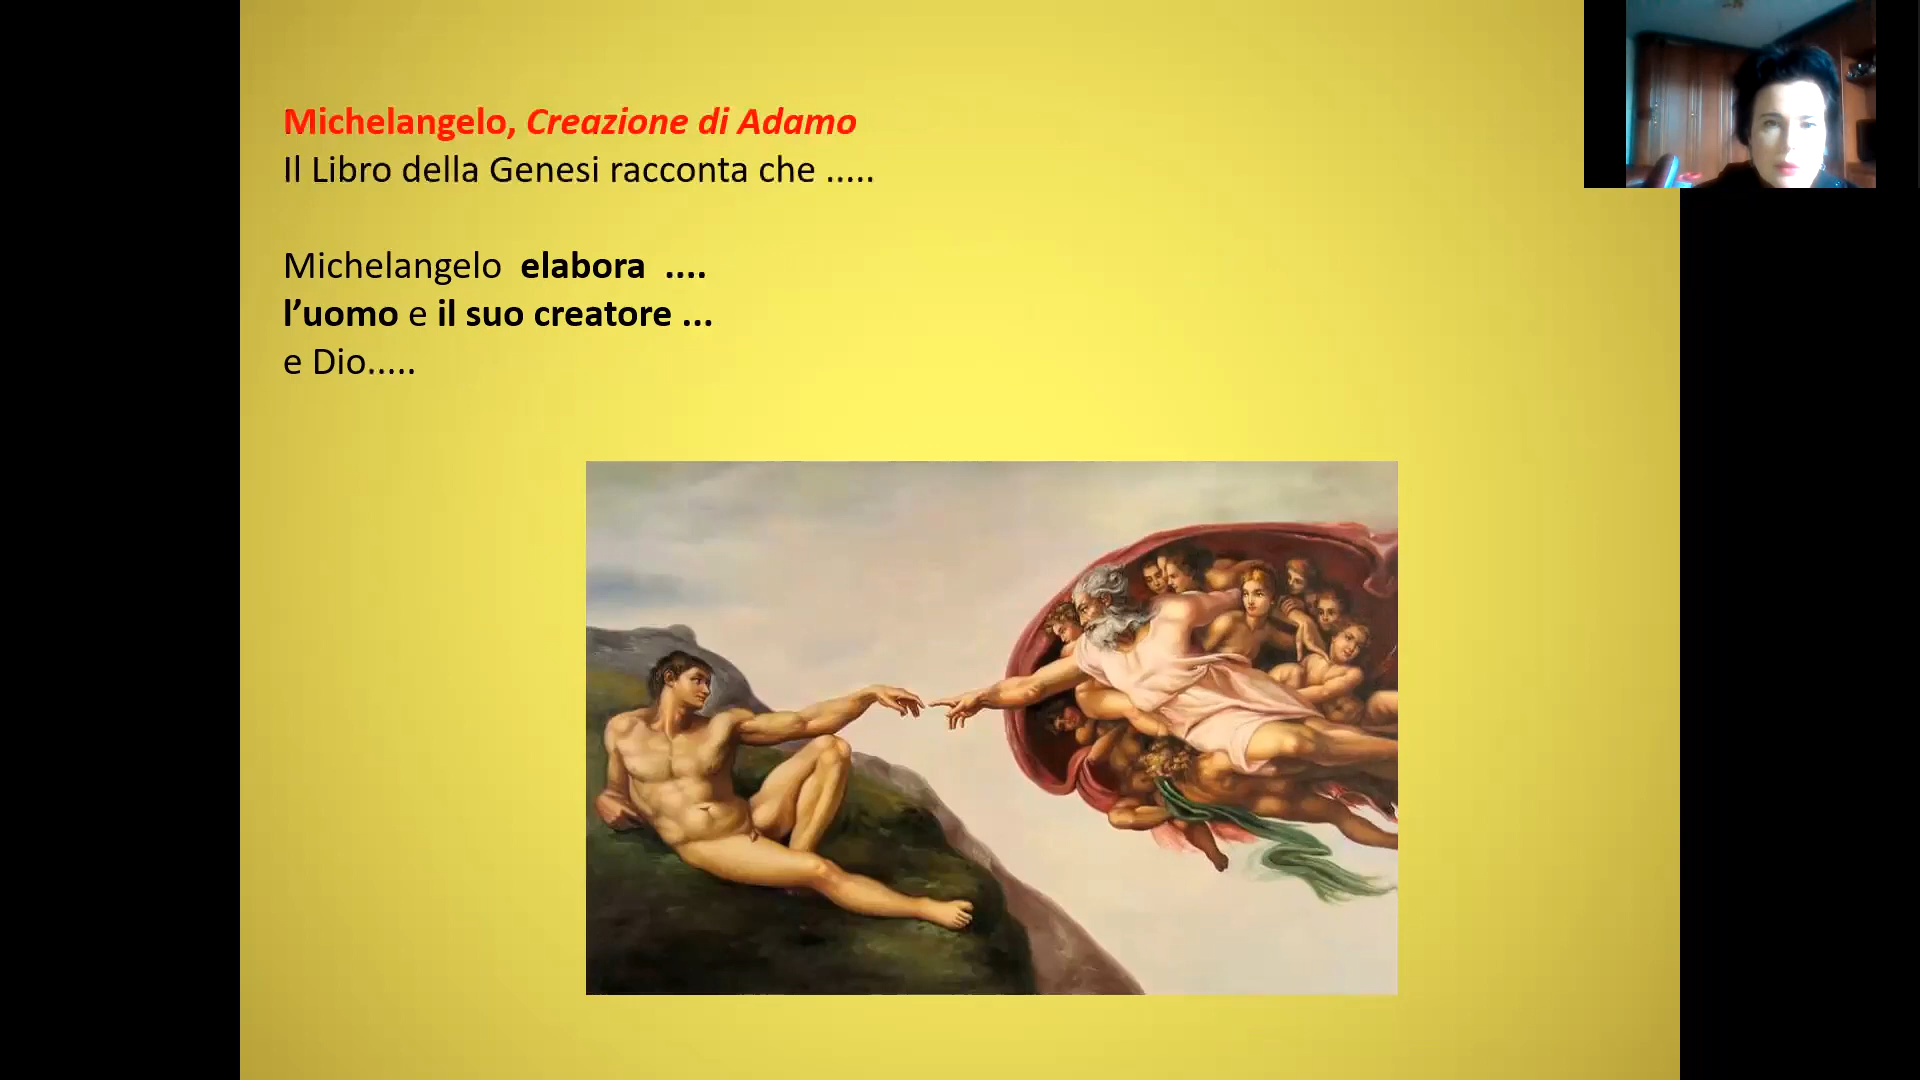 Michelangelo, Creazione di Adamo
Il Libro della Genesi racconta che .....
Michelangelo elabora ....
l’uomo e il suo creatore ...
e Dio.....